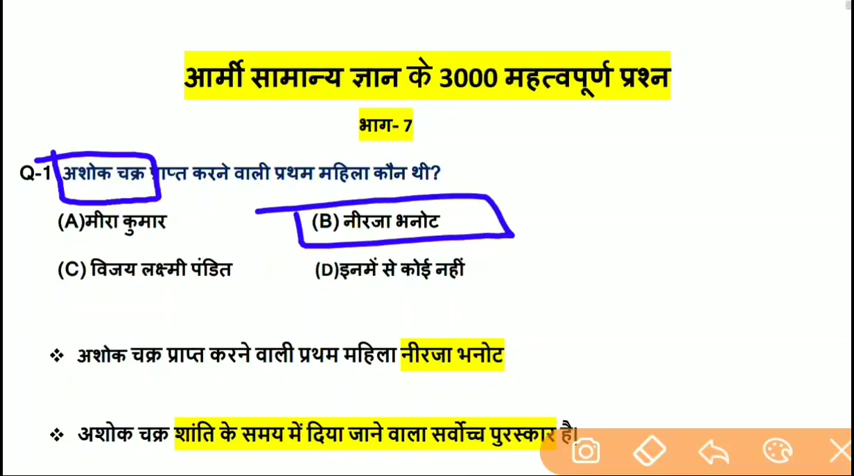 आर्मी सामान्य ज्ञान के 3000 महत्वपूर्ण प्रश्न
भाग- 7
Q-1 अशोक चक्र प्राप्त करने वाली प्रथम महिला कौन थी?
(A)मीरा कुमार (B) नीरजा भनोट
(C) विजय लक्ष्मी पंडित (D)इनमें से कोई नहीं
❖ अशोक चक्र प्राप्त करने वाली प्रथम महिला नीरजा भनोट
❖ अशोक चक्र शांति के समय में दिया जाने वाला सर्वोच्च पुरस्कार है।